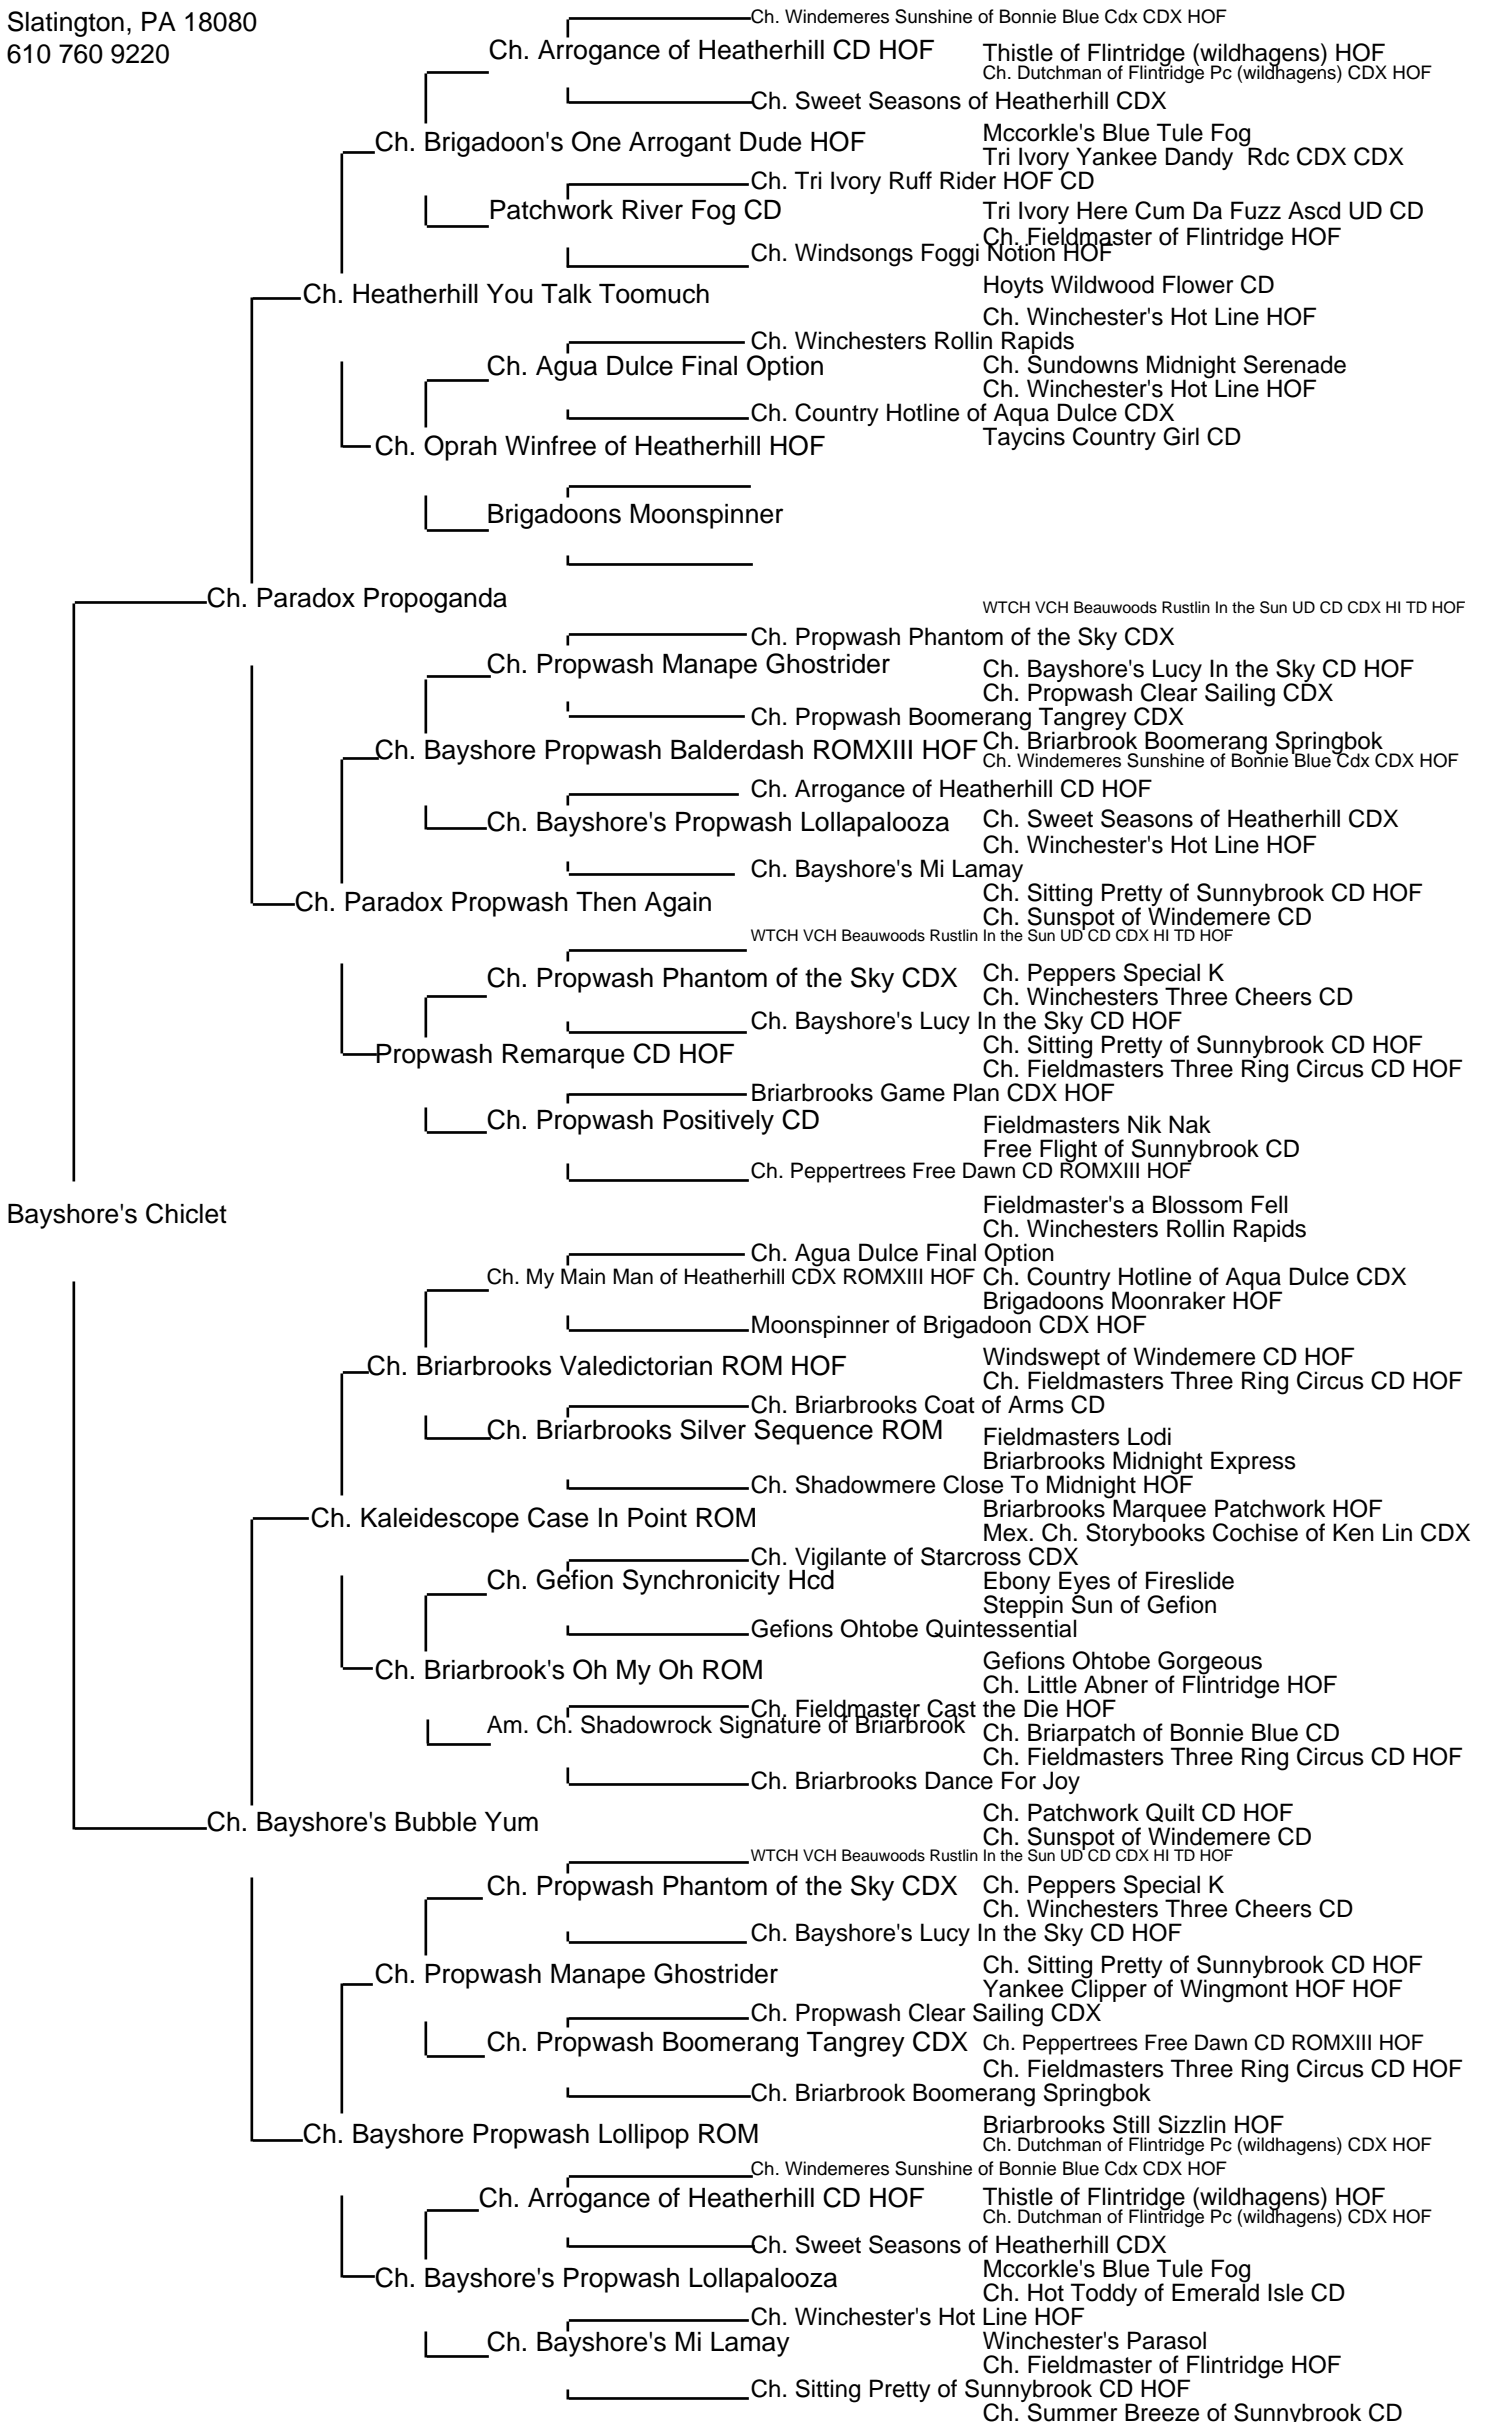 Slatington, PA 18080
610 760 9220
Ch. Windemeres Sunshine of Bonnie Blue Cdx CDX HOF
Ch. Arrogance of Heatherhill CD HOF
Thistle of Flintridge (wildhagens) HOF
Ch. Dutchman of Flintridge Pc (wildhagens) CDX HOF
Ch. Sweet Seasons of Heatherhill CDX
Mccorkle's Blue Tule Fog
Ch. Brigadoon's One Arrogant Dude HOF
Tri Ivory Yankee Dandy  Rdc CDX CDX
Ch. Tri Ivory Ruff Rider HOF CD
Patchwork River Fog CD
Tri Ivory Here Cum Da Fuzz Ascd UD CD
Ch. Fieldmaster of Flintridge HOF
Ch. Windsongs Foggi Notion HOF
Hoyts Wildwood Flower CD
Ch. Heatherhill You Talk Toomuch
Ch. Winchester's Hot Line HOF
Ch. Winchesters Rollin Rapids
Ch. Agua Dulce Final Option
Ch. Sundowns Midnight Serenade
Ch. Winchester's Hot Line HOF
Ch. Country Hotline of Aqua Dulce CDX
Taycins Country Girl CD
Ch. Oprah Winfree of Heatherhill HOF
Brigadoons Moonspinner
Ch. Paradox Propoganda
WTCH VCH Beauwoods Rustlin In the Sun UD CD CDX HI TD HOF
Ch. Propwash Phantom of the Sky CDX
Ch. Propwash Manape Ghostrider
Ch. Bayshore's Lucy In the Sky CD HOF
Ch. Propwash Clear Sailing CDX
Ch. Propwash Boomerang Tangrey CDX
Ch. Briarbrook Boomerang Springbok
Ch. Bayshore Propwash Balderdash ROMXIII HOF
Ch. Windemeres Sunshine of Bonnie Blue Cdx CDX HOF
Ch. Arrogance of Heatherhill CD HOF
Ch. Bayshore's Propwash Lollapalooza
Ch. Sweet Seasons of Heatherhill CDX
Ch. Winchester's Hot Line HOF
Ch. Bayshore's Mi Lamay
Ch. Sitting Pretty of Sunnybrook CD HOF
Ch. Paradox Propwash Then Again
Ch. Sunspot of Windemere CD
WTCH VCH Beauwoods Rustlin In the Sun UD CD CDX HI TD HOF
Ch. Propwash Phantom of the Sky CDX
Ch. Peppers Special K
Ch. Winchesters Three Cheers CD
Ch. Bayshore's Lucy In the Sky CD HOF
Ch. Sitting Pretty of Sunnybrook CD HOF
Propwash Remarque CD HOF
Ch. Fieldmasters Three Ring Circus CD HOF
Briarbrooks Game Plan CDX HOF
Ch. Propwash Positively CD
Fieldmasters Nik Nak
Free Flight of Sunnybrook CD
Ch. Peppertrees Free Dawn CD ROMXIII HOF
Fieldmaster's a Blossom Fell
Bayshore's Chiclet
Ch. Winchesters Rollin Rapids
Ch. Agua Dulce Final Option
Ch. My Main Man of Heatherhill CDX ROMXIII HOF
Ch. Country Hotline of Aqua Dulce CDX
Brigadoons Moonraker HOF
Moonspinner of Brigadoon CDX HOF
Windswept of Windemere CD HOF
Ch. Briarbrooks Valedictorian ROM HOF
Ch. Fieldmasters Three Ring Circus CD HOF
Ch. Briarbrooks Coat of Arms CD
Ch. Briarbrooks Silver Sequence ROM
Fieldmasters Lodi
Briarbrooks Midnight Express
Ch. Shadowmere Close To Midnight HOF
Briarbrooks Marquee Patchwork HOF
Ch. Kaleidescope Case In Point ROM
Mex. Ch. Storybooks Cochise of Ken Lin CDX
Ch. Vigilante of Starcross CDX
Ch. Gefion Synchronicity Hcd
Ebony Eyes of Fireslide
Steppin Sun of Gefion
Gefions Ohtobe Quintessential
Gefions Ohtobe Gorgeous
Ch. Briarbrook's Oh My Oh ROM
Ch. Little Abner of Flintridge HOF
Ch. Fieldmaster Cast the Die HOF
Am. Ch. Shadowrock Signature of Briarbrook
Ch. Briarpatch of Bonnie Blue CD
Ch. Fieldmasters Three Ring Circus CD HOF
Ch. Briarbrooks Dance For Joy
Ch. Patchwork Quilt CD HOF
Ch. Bayshore's Bubble Yum
Ch. Sunspot of Windemere CD
WTCH VCH Beauwoods Rustlin In the Sun UD CD CDX HI TD HOF
Ch. Propwash Phantom of the Sky CDX
Ch. Peppers Special K
Ch. Winchesters Three Cheers CD
Ch. Bayshore's Lucy In the Sky CD HOF
Ch. Sitting Pretty of Sunnybrook CD HOF
Ch. Propwash Manape Ghostrider
Yankee Clipper of Wingmont HOF HOF
Ch. Propwash Clear Sailing CDX
Ch. Propwash Boomerang Tangrey CDX
Ch. Peppertrees Free Dawn CD ROMXIII HOF
Ch. Fieldmasters Three Ring Circus CD HOF
Ch. Briarbrook Boomerang Springbok
Briarbrooks Still Sizzlin HOF
Ch. Bayshore Propwash Lollipop ROM
Ch. Dutchman of Flintridge Pc (wildhagens) CDX HOF
Ch. Windemeres Sunshine of Bonnie Blue Cdx CDX HOF
Ch. Arrogance of Heatherhill CD HOF
Thistle of Flintridge (wildhagens) HOF
Ch. Dutchman of Flintridge Pc (wildhagens) CDX HOF
Ch. Sweet Seasons of Heatherhill CDX
Mccorkle's Blue Tule Fog
Ch. Bayshore's Propwash Lollapalooza
Ch. Hot Toddy of Emerald Isle CD
Ch. Winchester's Hot Line HOF
Ch. Bayshore's Mi Lamay
Winchester's Parasol
Ch. Fieldmaster of Flintridge HOF
Ch. Sitting Pretty of Sunnybrook CD HOF
Ch. Summer Breeze of Sunnybrook CD